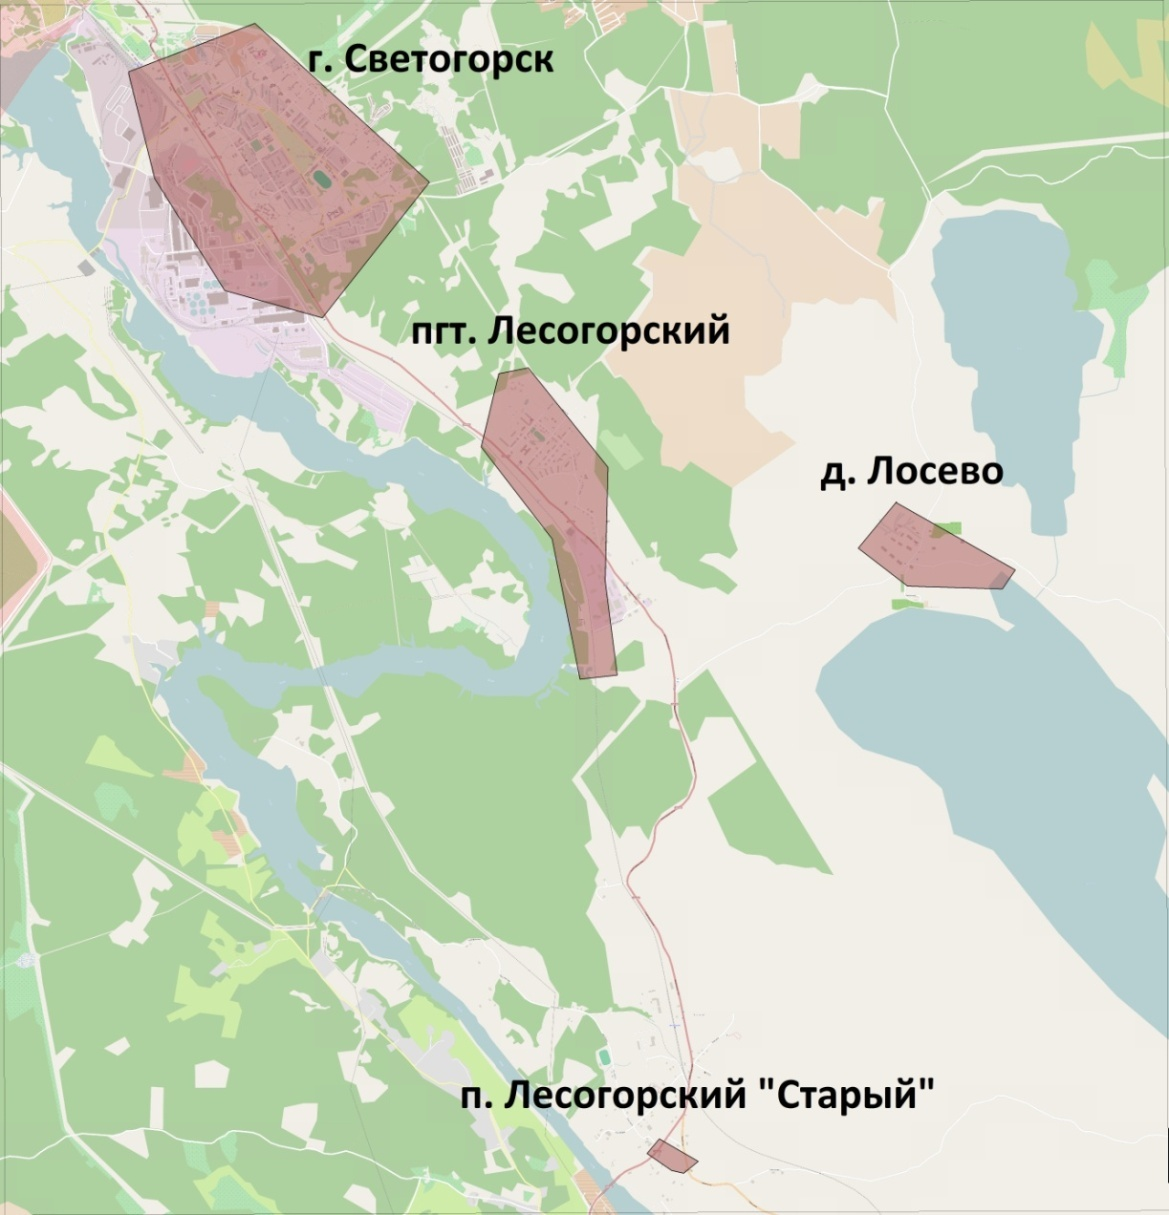 г. Светогорск
пгт. Лесогорский
д. Лосево
п. Лесогорский "Старый"